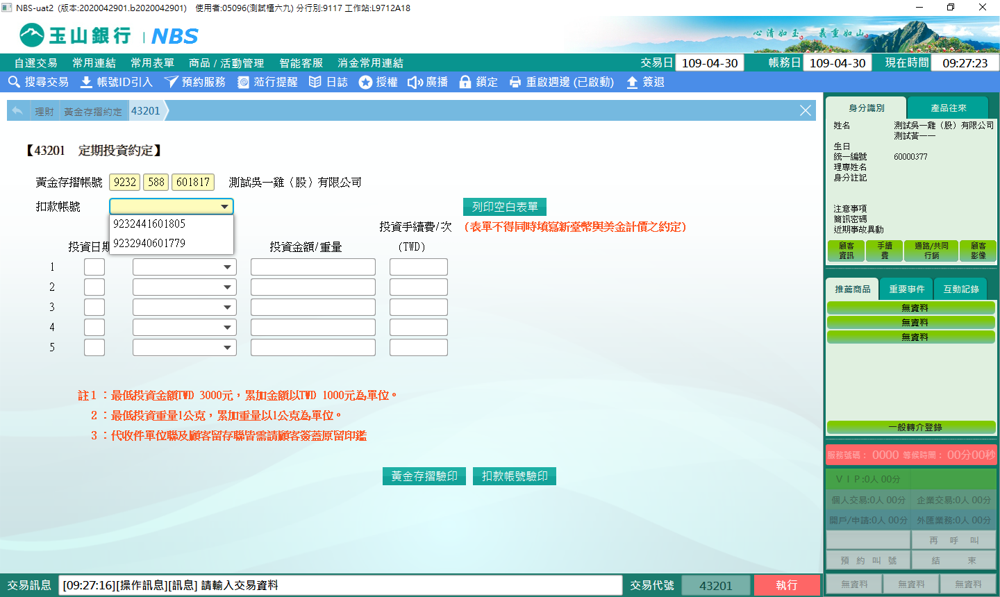 NBS-uat2 (版本:2020042901.b2020042901) 使用者:05096(測試櫃六九) 分行別:9117 工作站:L9712A18
玉山銀行 | NBS
心清如玉 義重如山
自選交易 常用連結 常用表單 商品 / 活動管理 智能客服 消金常用連結 交易日 109-04-30 帳務日 109-04-30 現在時間 09:27:23
搜尋交易 帳號ID引入 預約服務 蒞行提醒 日誌 授權 廣播 鎖定 重啟週邊 (已啟動) 簽退
理財 黃金存摺約定 43201
【43201 定期投資約定】
黃金存摺帳號 9232 588 601817 測試吳一雞（股）有限公司
扣款帳號 列印空白表單
9232441601805
9232940601779
投資手續費/次 (表單不得同時填寫新臺幣與美金計價之約定)
投資日期 投資金額/重量 (TWD)
1
2
3
4
5
註1：最低投資金額TWD 3000元，累加金額以TWD 1000元為單位。
2：最低投資重量1公克，累加重量以1公克為單位。
3：代收件單位聯及顧客留存聯皆需請顧客簽蓋原留印鑑
黃金存摺驗印 扣款帳號驗印
交易訊息 [09:27:16][操作訊息][訊息] 請輸入交易資料 交易代號 43201 執行
身分識別 產品往來
姓名 測試吳一雞（股）有限公司
測試黃一一
生日
統一編號 60000377
理專姓名
身分註記
注意事項
簡訊密碼
近期事故異動
顧客資訊 手續費 通路/共同行銷 顧客影像
推薦商品 重要事件 互動記錄
無資料
無資料
無資料
一般轉介登錄
服務號碼： 0000 等候時間： 00分00秒
ＶＩＰ:0人 00分
個人交易:0人 00分 企業交易:0人 00分
開戶/申請:0人 00分 外匯業務:0人 00分
再 呼 叫
預 約 叫 號 結 束
無資料 無資料 無資料